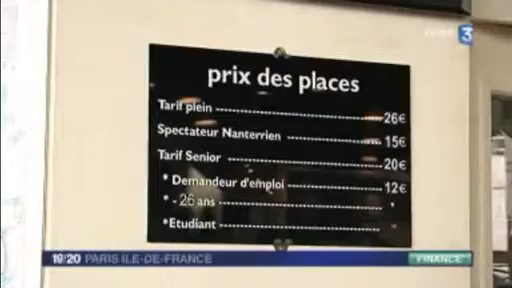 3
prix des places
Tarif plein ---------------- 26€
Spectateur Nanterrien ---------------- 15€
Tarif Senior ---------------- 20€
* Demandeur d'emploi ---------------- 12€
* - 26 ans ---------------- "
*Etudiant ---------------- "
19/20 PARIS ILE-DE-FRANCE
FINANCE